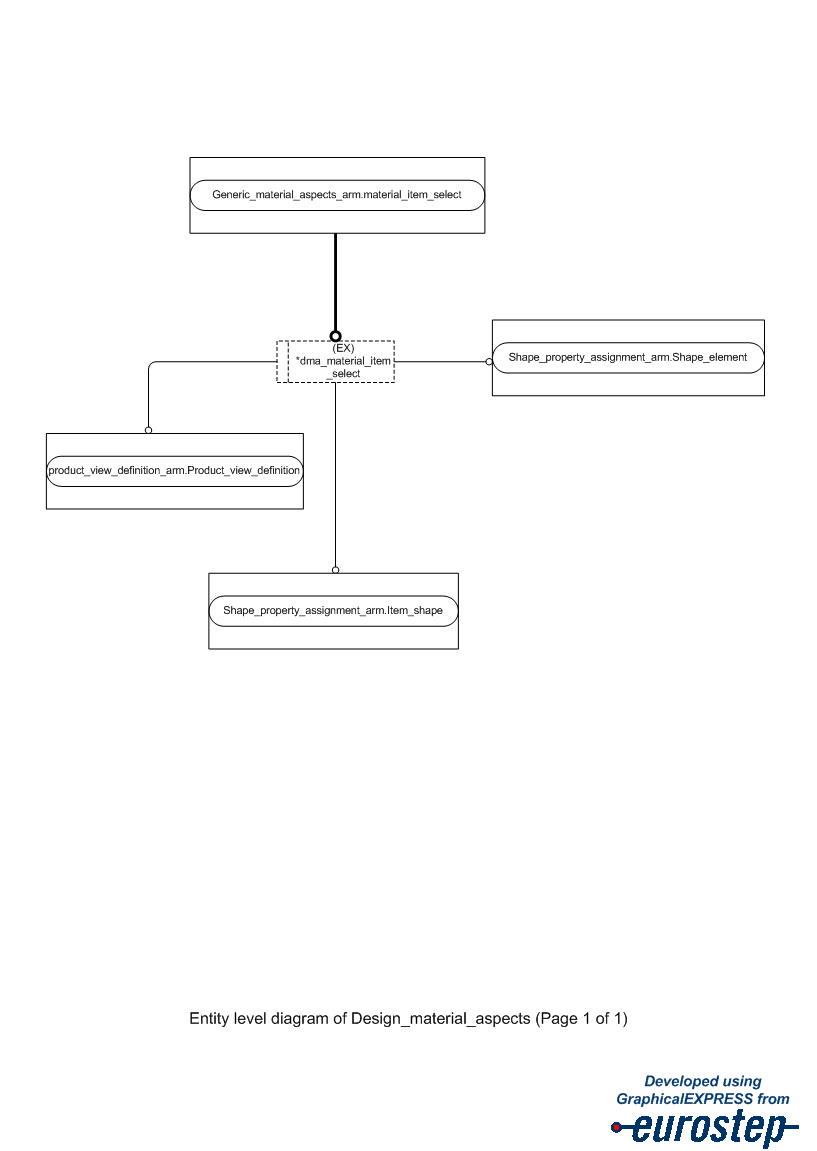 Generic_material_aspects_arm.material_item_select
(EX)
*dma_material_item
_select
Shape_property_assignment_arm.Shape_element
product_view_definition_arm.Product_view_definition
Shape_property_assignment_arm.Item_shape
Entity level diagram of Design_material_aspects (Page 1 of 1)
Developed using
GraphicalEXPRESS from
eurostep